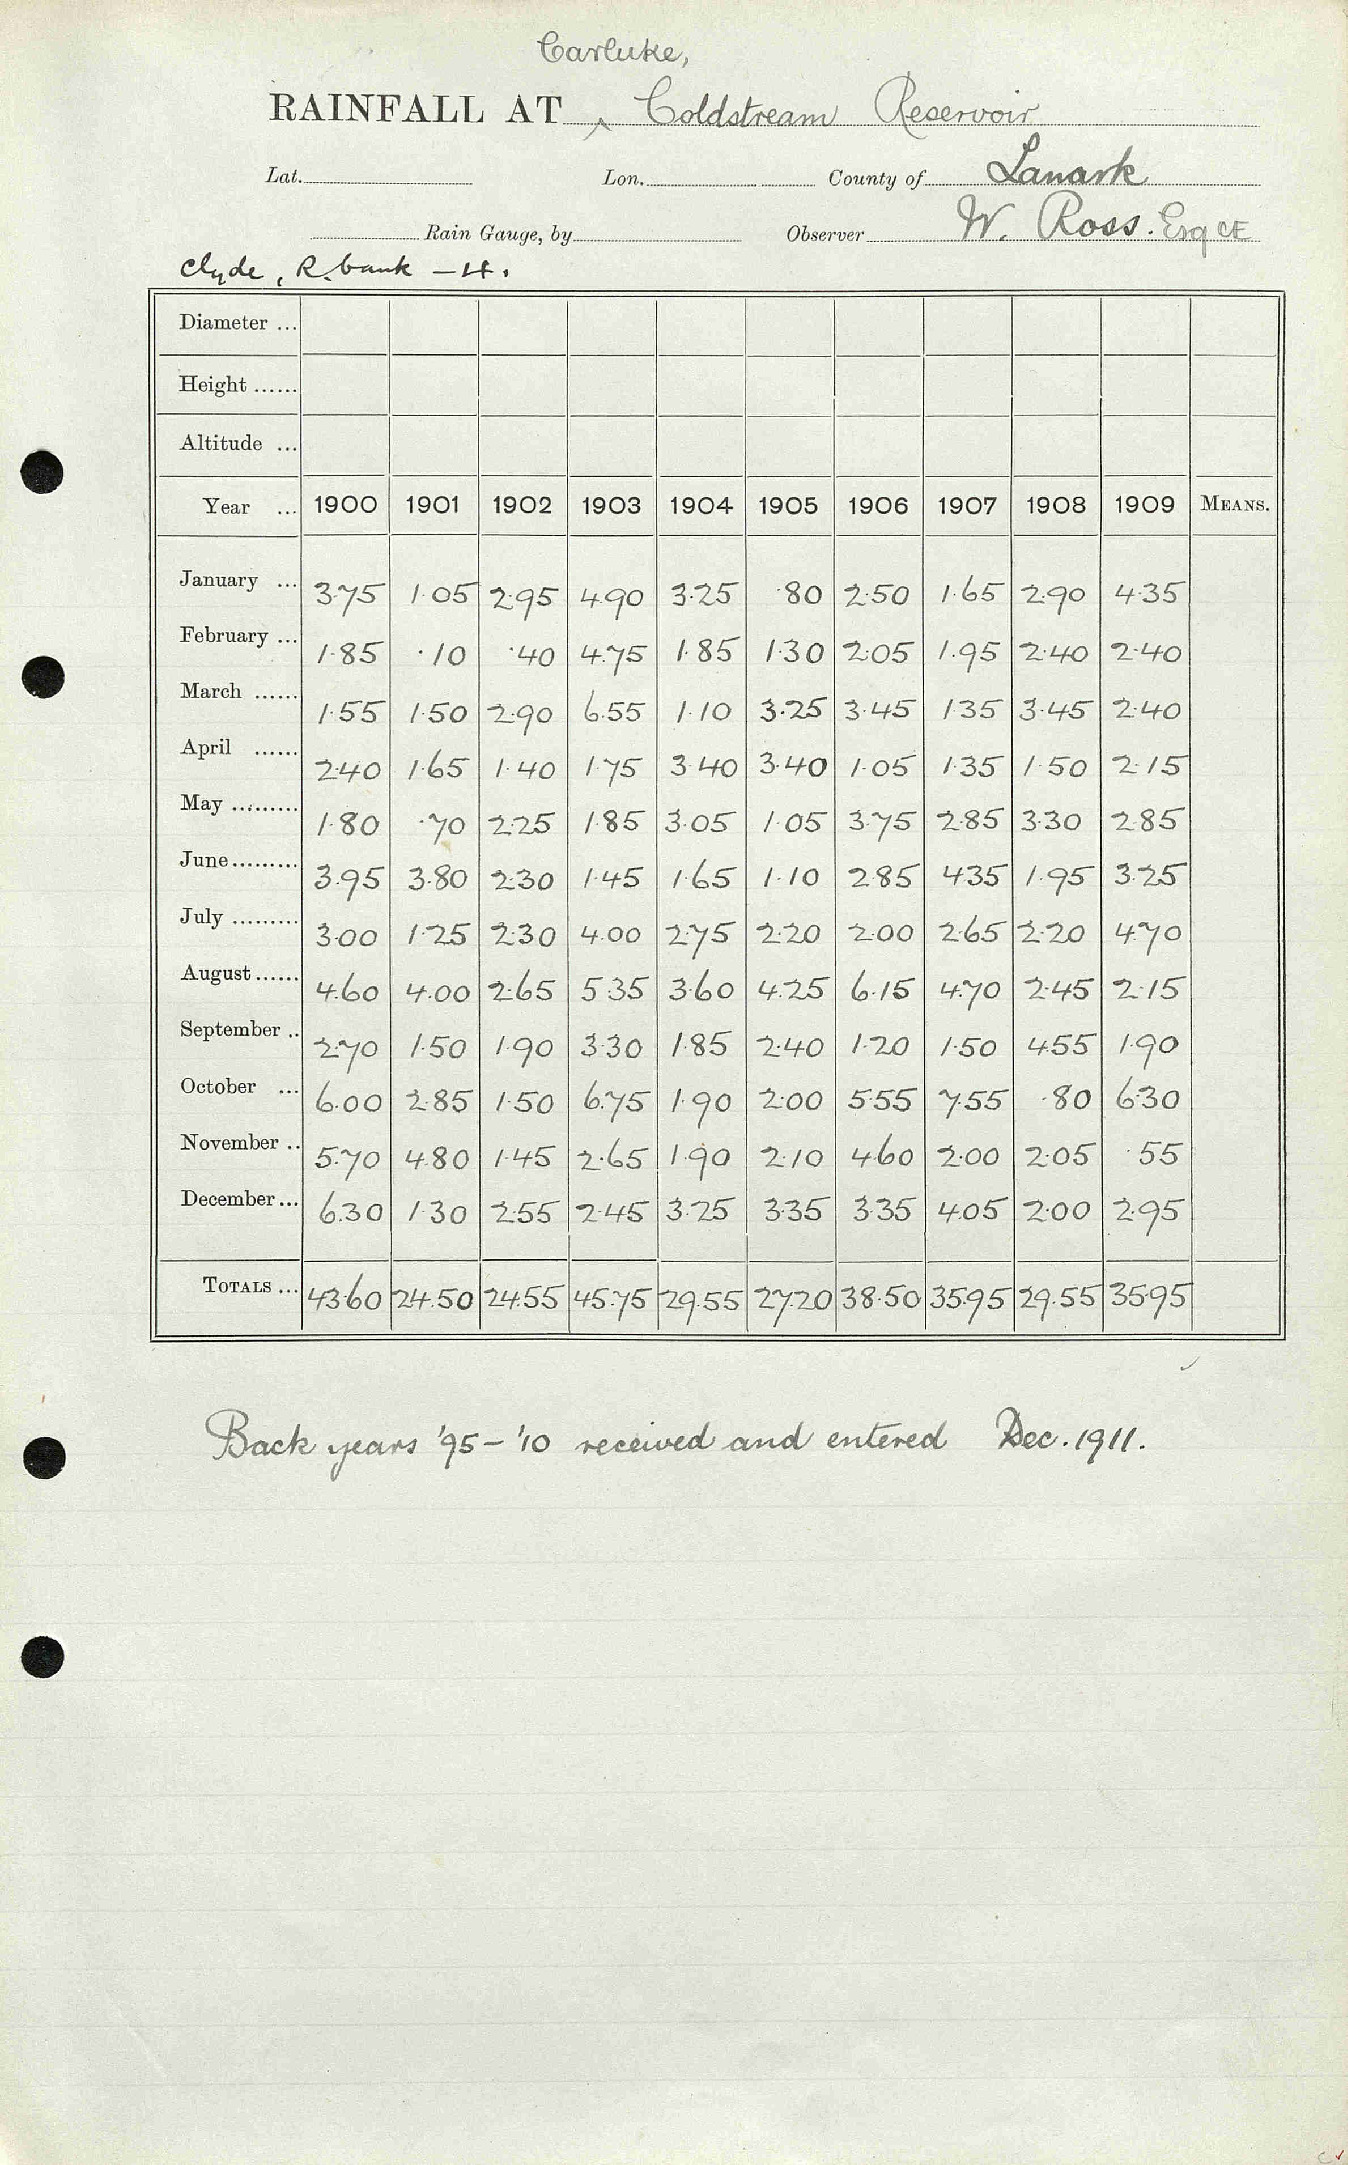 Carluke,
RAINFALL AT ^ Coldstream Reservoir
Lat. Lon. County of Lanark
Rain Gauge, by Observer W. Ross. Esq CE
Clyde, R. bank – 4.
Diameter ...
Height ......
Altitude ...
Year ... 1900 1901 1902 1903 1904 1905 1906 1907 1908 1909 MEANS.
January ... 3.75 1.05 2.95 4.90 3.25 .80 2.50 1.65 2.90 4.35
February ... 1.85 .10 .40 4.75 1.85 1.30 2.05 1.95 2.40 2.40
March ...... 1.55 1.50 2.90 6.55 1.10 3.25 3.45 1.35 3.45 2.40
April ...... 2.40 1.65 1.40 1.75 3.40 3.40 1.05 1.35 1.50 2.15
May ......... 1.80 .70 2.25 1.85 3.05 1.05 3.75 2.85 3.30 2.85
June ......... 3.95 3.80 2.30 1.45 1.65 1.10 2.85 4.35 1.95 3.25
July ......... 3.00 1.25 2.30 4.00 2.75 2.20 2.00 2.65 2.20 4.70
August ...... 4.60 4.00 2.65 5.35 3.60 4.25 6.15 4.70 2.45 2.15
September .. 2.70 1.50 1.90 3.30 1.85 2.40 1.20 1.50 4.55 1.90
October ... 6.00 2.85 1.50 6.75 1.90 2.00 5.55 7.55 .80 6.30
November .. 5.70 4.80 1.45 2.65 1.90 2.10 4.60 2.00 2.05 .55
December ... 6.30 1.30 2.55 2.45 3.25 3.35 3.35 4.05 2.00 2.95
TOTALS ... 43.60 24.50 24.55 45.75 29.55 27.20 38.50 35.95 29.55 35.95
Back years '95 – '10 received and entered Dec. 1911.